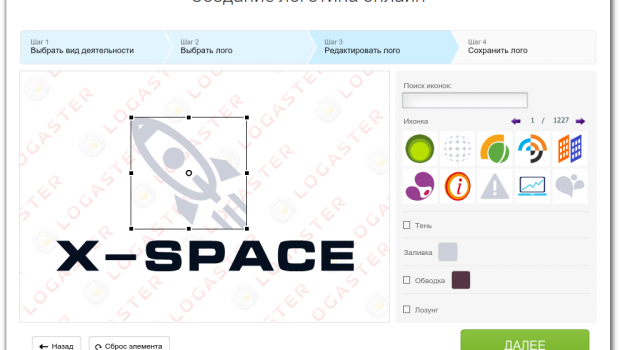 Создание логотипа онлайн
Шаг 1
Выбрать вид деятельности
Шаг 2
Выбрать лого
Шаг 3
Редактировать лого
Шаг 4
Сохранить лого
LOGASTER
LOGASTER
LOGASTER
LOGASTER
LOGASTER
X-SPACE
Поиск иконок:
Иконка
1 / 1227
i
Тень
Заливка
Обводка
Лозунг
Назад
Сброс элемента
ДАЛЕЕ